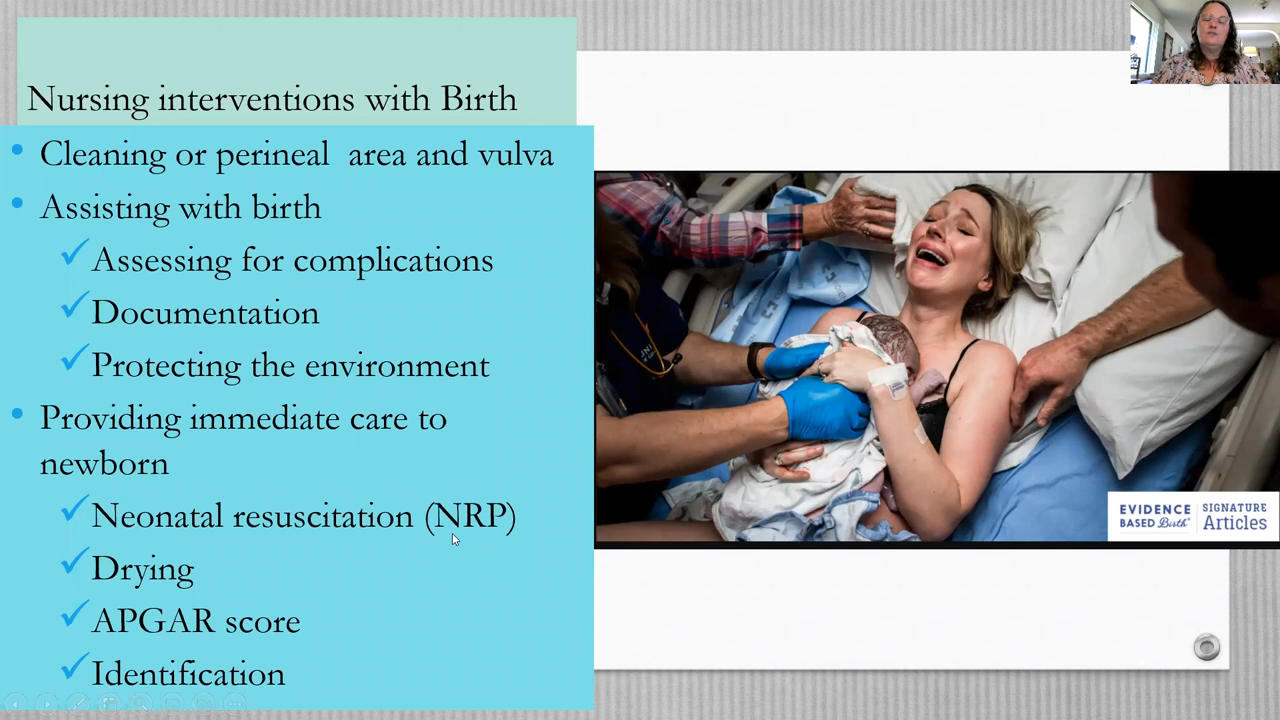 Nursing interventions with Birth
Cleaning or perineal area and vulva
Assisting with birth
Assessing for complications
Documentation
Protecting the environment
Providing immediate care to
newborn
Neonatal resuscitation (NRP)
Drying
APGAR score
Identification
EVIDENCE
BASED Birth
SIGNATURE
Articles